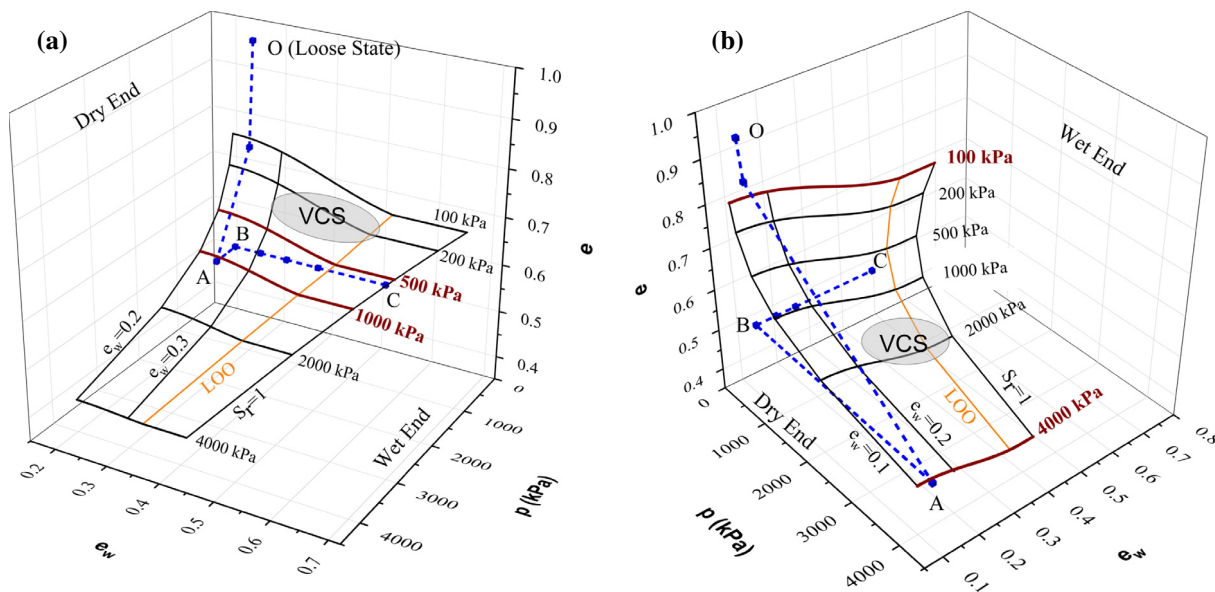 (a)
O (Loose State)
Dry End
1.0
0.9
0.8
0.7
0.6
0.5
0.4
e
VCS
100 kPa
200 kPa
B
A
C
500 kPa
1000 kPa
e_w=0.2
e_w=0.3
LOO
2000 kPa
S_r=1
Wet End
4000 kPa
0
1000
2000
3000
4000
p (kPa)
0.2
0.3
0.4
0.5
0.6
0.7
e_w
(b)
1.0
0.9
0.8
0.7
0.6
0.5
0.4
e
O
Wet End
100 kPa
200 kPa
500 kPa
C
1000 kPa
B
VCS
2000 kPa
Dry End
e_w=0.1
e_w=0.2
LOO
S_r=1
4000 kPa
A
0
1000
2000
3000
4000
p (kPa)
0.1
0.2
0.3
0.4
0.5
0.6
0.7
0.8
e_w